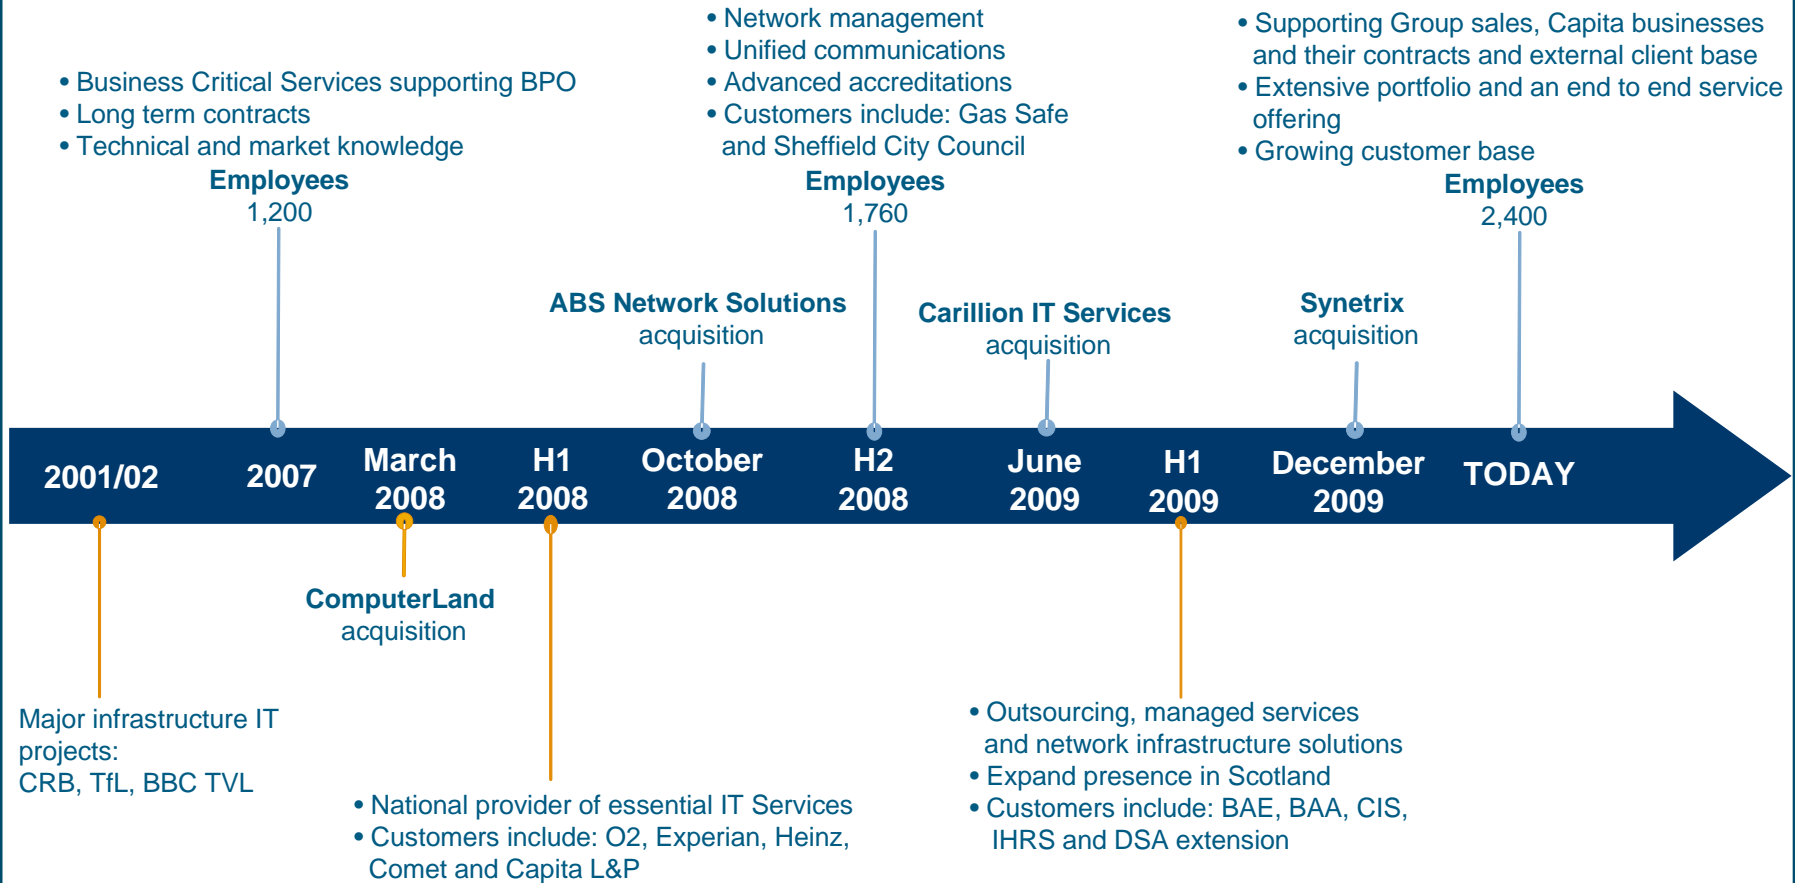 • Business Critical Services supporting BPO
• Long term contracts
• Technical and market knowledge
Employees
1,200
• Network management
• Unified communications
• Advanced accreditations
• Customers include: Gas Safe
and Sheffield City Council
Employees
1,760
• Supporting Group sales, Capita businesses
and their contracts and external client base
• Extensive portfolio and an end to end service
offering
• Growing customer base
Employees
2,400
ABS Network Solutions
acquisition
Carillion IT Services
acquisition
Synetrix
acquisition
2001/02
2007
March
2008
H1
2008
October
2008
H2
2008
June
2009
H1
2009
December
2009
TODAY
ComputerLand
acquisition
Major infrastructure IT
projects:
CRB, TfL, BBC TVL
• National provider of essential IT Services
• Customers include: O2, Experian, Heinz,
Comet and Capita L&P
• Outsourcing, managed services
and network infrastructure solutions
• Expand presence in Scotland
• Customers include: BAE, BAA, CIS,
IHRS and DSA extension